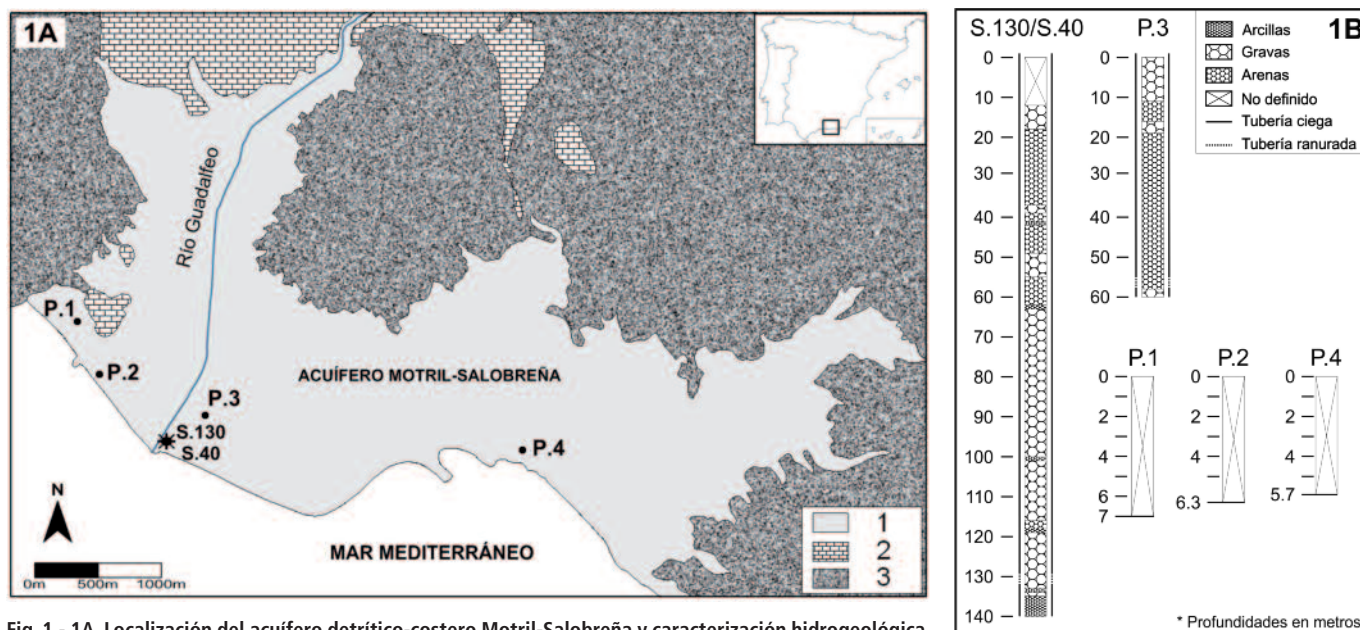 1A
Río Guadalfeo
P.1
P.2
P.3
S.130
S.40
ACUÍFERO MOTRIL-SALOBREÑA
P.4
N
0m 500m 1000m
MAR MEDITERRÁNEO
1
2
3
1B
S.130/S.40
0
10
20
30
40
50
60
70
80
90
100
110
120
130
140
P.3
0
10
20
30
40
50
60
Arcillas
Gravas
Arenas
No definido
Tubería ciega
Tubería ranurada
P.1
0
2
4
6
7
P.2
0
2
4
6.3
P.4
0
2
4
5.7
* Profundidades en metros
Fig. 1.- 1A. Localización del acuífero detrítico-costero Motril-Salobreña y caracterización hidrogeológica